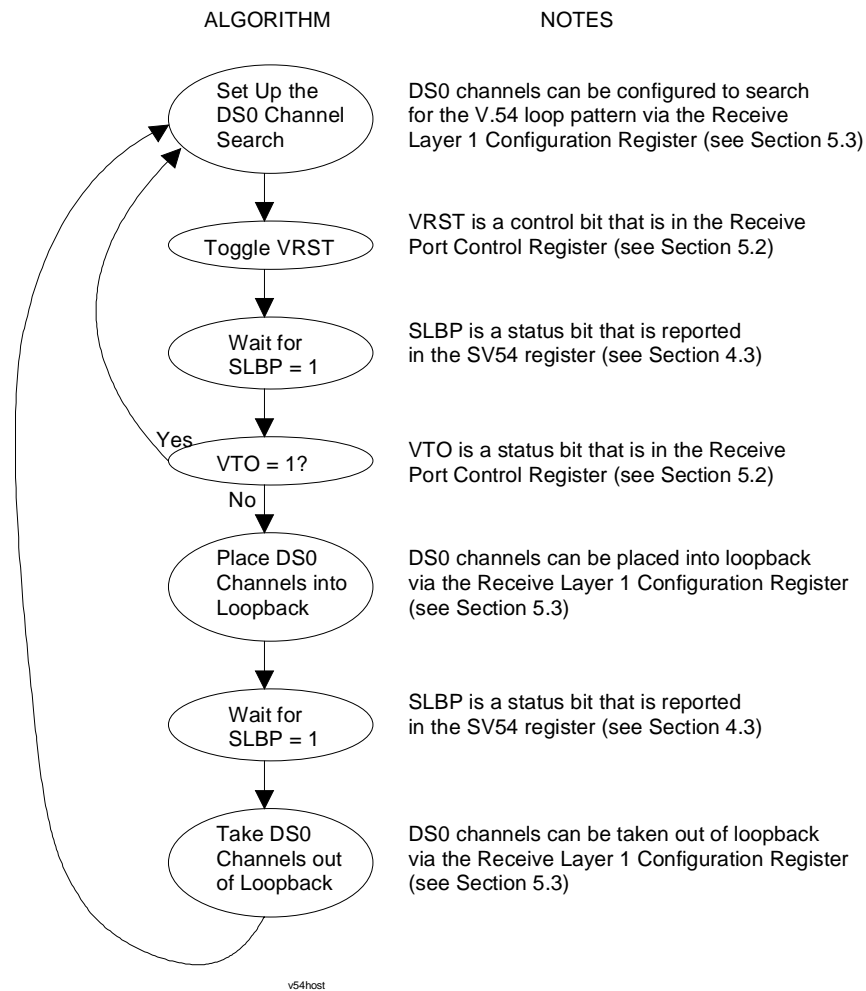 ALGORITHM
NOTES
Set Up the
DS0 Channel
Search
DS0 channels can be configured to search
for the V.54 loop pattern via the Receive
Layer 1 Configuration Register (see Section 5.3)
Toggle VRST
VRST is a control bit that is in the Receive
Port Control Register (see Section 5.2)
Wait for
SLBP = 1
SLBP is a status bit that is reported
in the SV54 register (see Section 4.3)
Yes
VTO = 1?
VTO is a status bit that is in the Receive
Port Control Register (see Section 5.2)
No
Place DS0
Channels into
Loopback
DS0 channels can be placed into loopback
via the Receive Layer 1 Configuration Register
(see Section 5.3)
Wait for
SLBP = 1
SLBP is a status bit that is reported
in the SV54 register (see Section 4.3)
Take DS0
Channels out
of Loopback
DS0 channels can be taken out of loopback
via the Receive Layer 1 Configuration Register
(see Section 5.3)
v54host